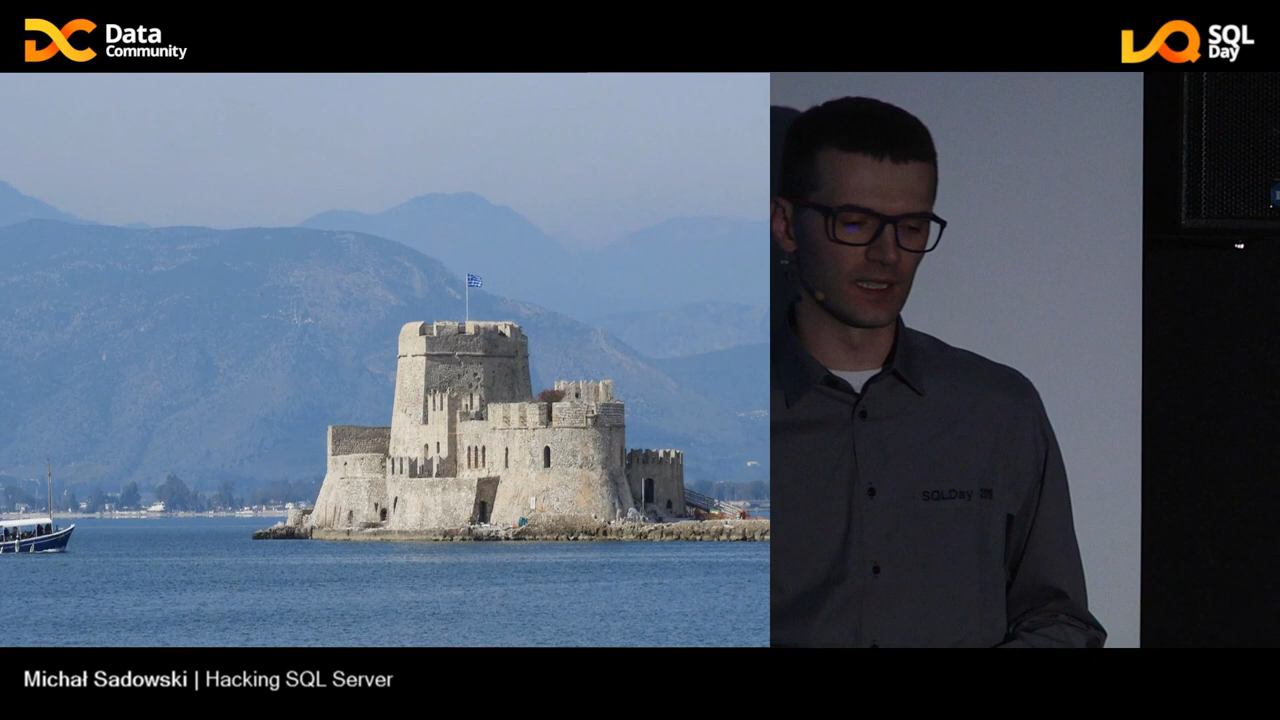 Data
Community
SQL
Day
SQLDay
Michał Sadowski | Hacking SQL Server